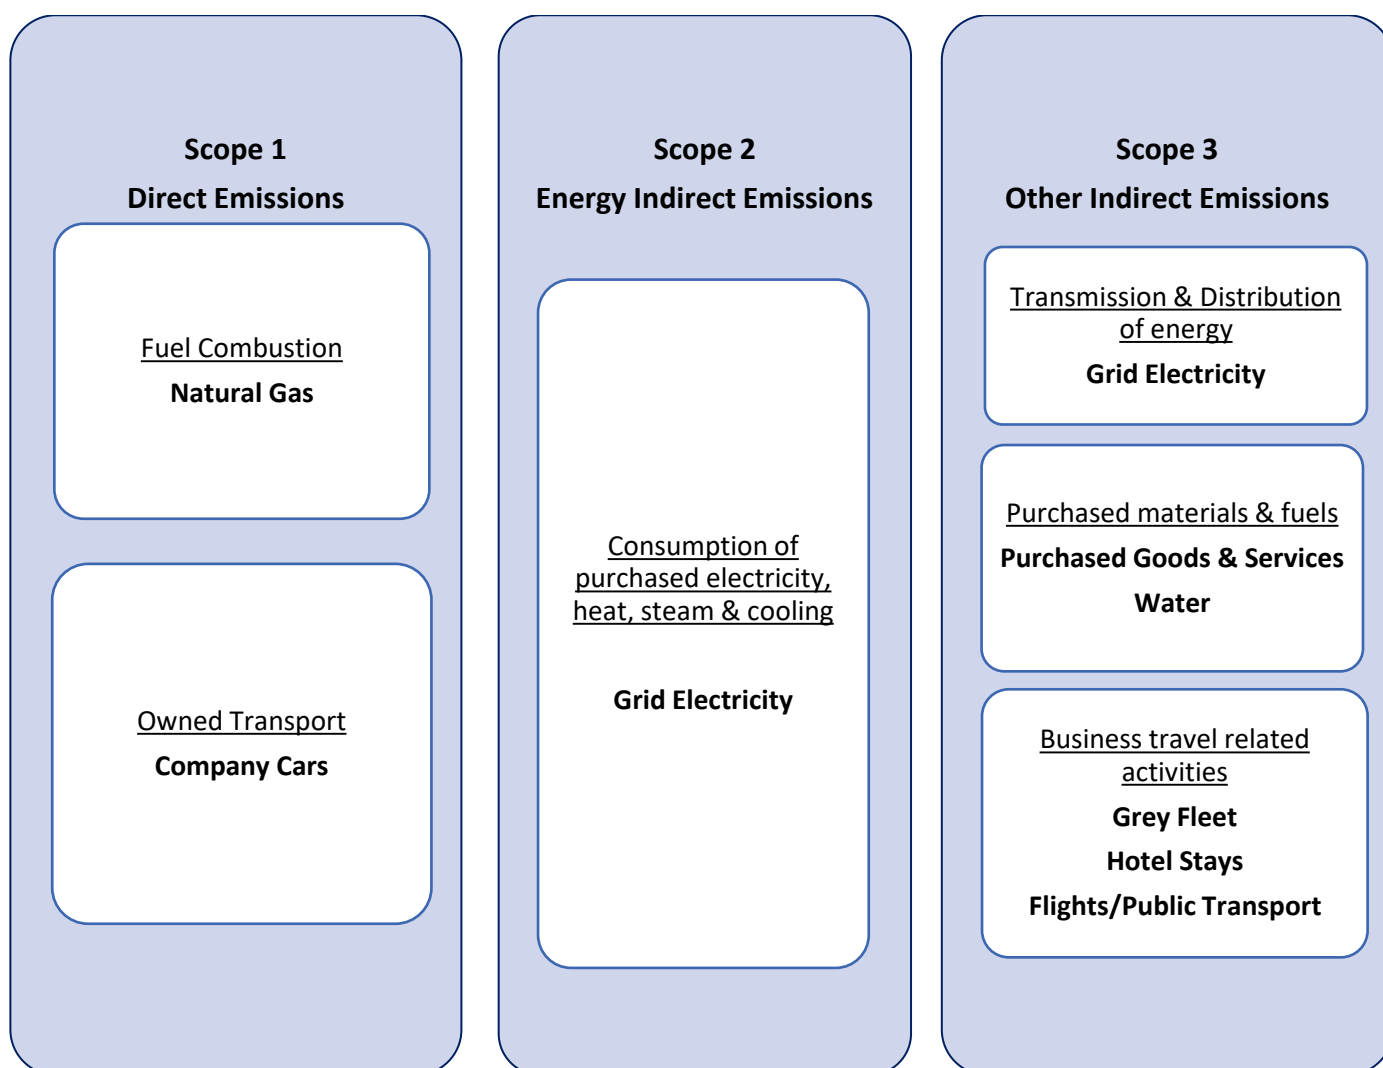 Scope 1
Direct Emissions
Fuel Combustion
Natural Gas
Owned Transport
Company Cars
Scope 2
Energy Indirect Emissions
Consumption of
purchased electricity,
heat, steam & cooling
Grid Electricity
Scope 3
Other Indirect Emissions
Transmission & Distribution
of energy
Grid Electricity
Purchased materials & fuels
Purchased Goods & Services
Water
Business travel related
activities
Grey Fleet
Hotel Stays
Flights/Public Transport